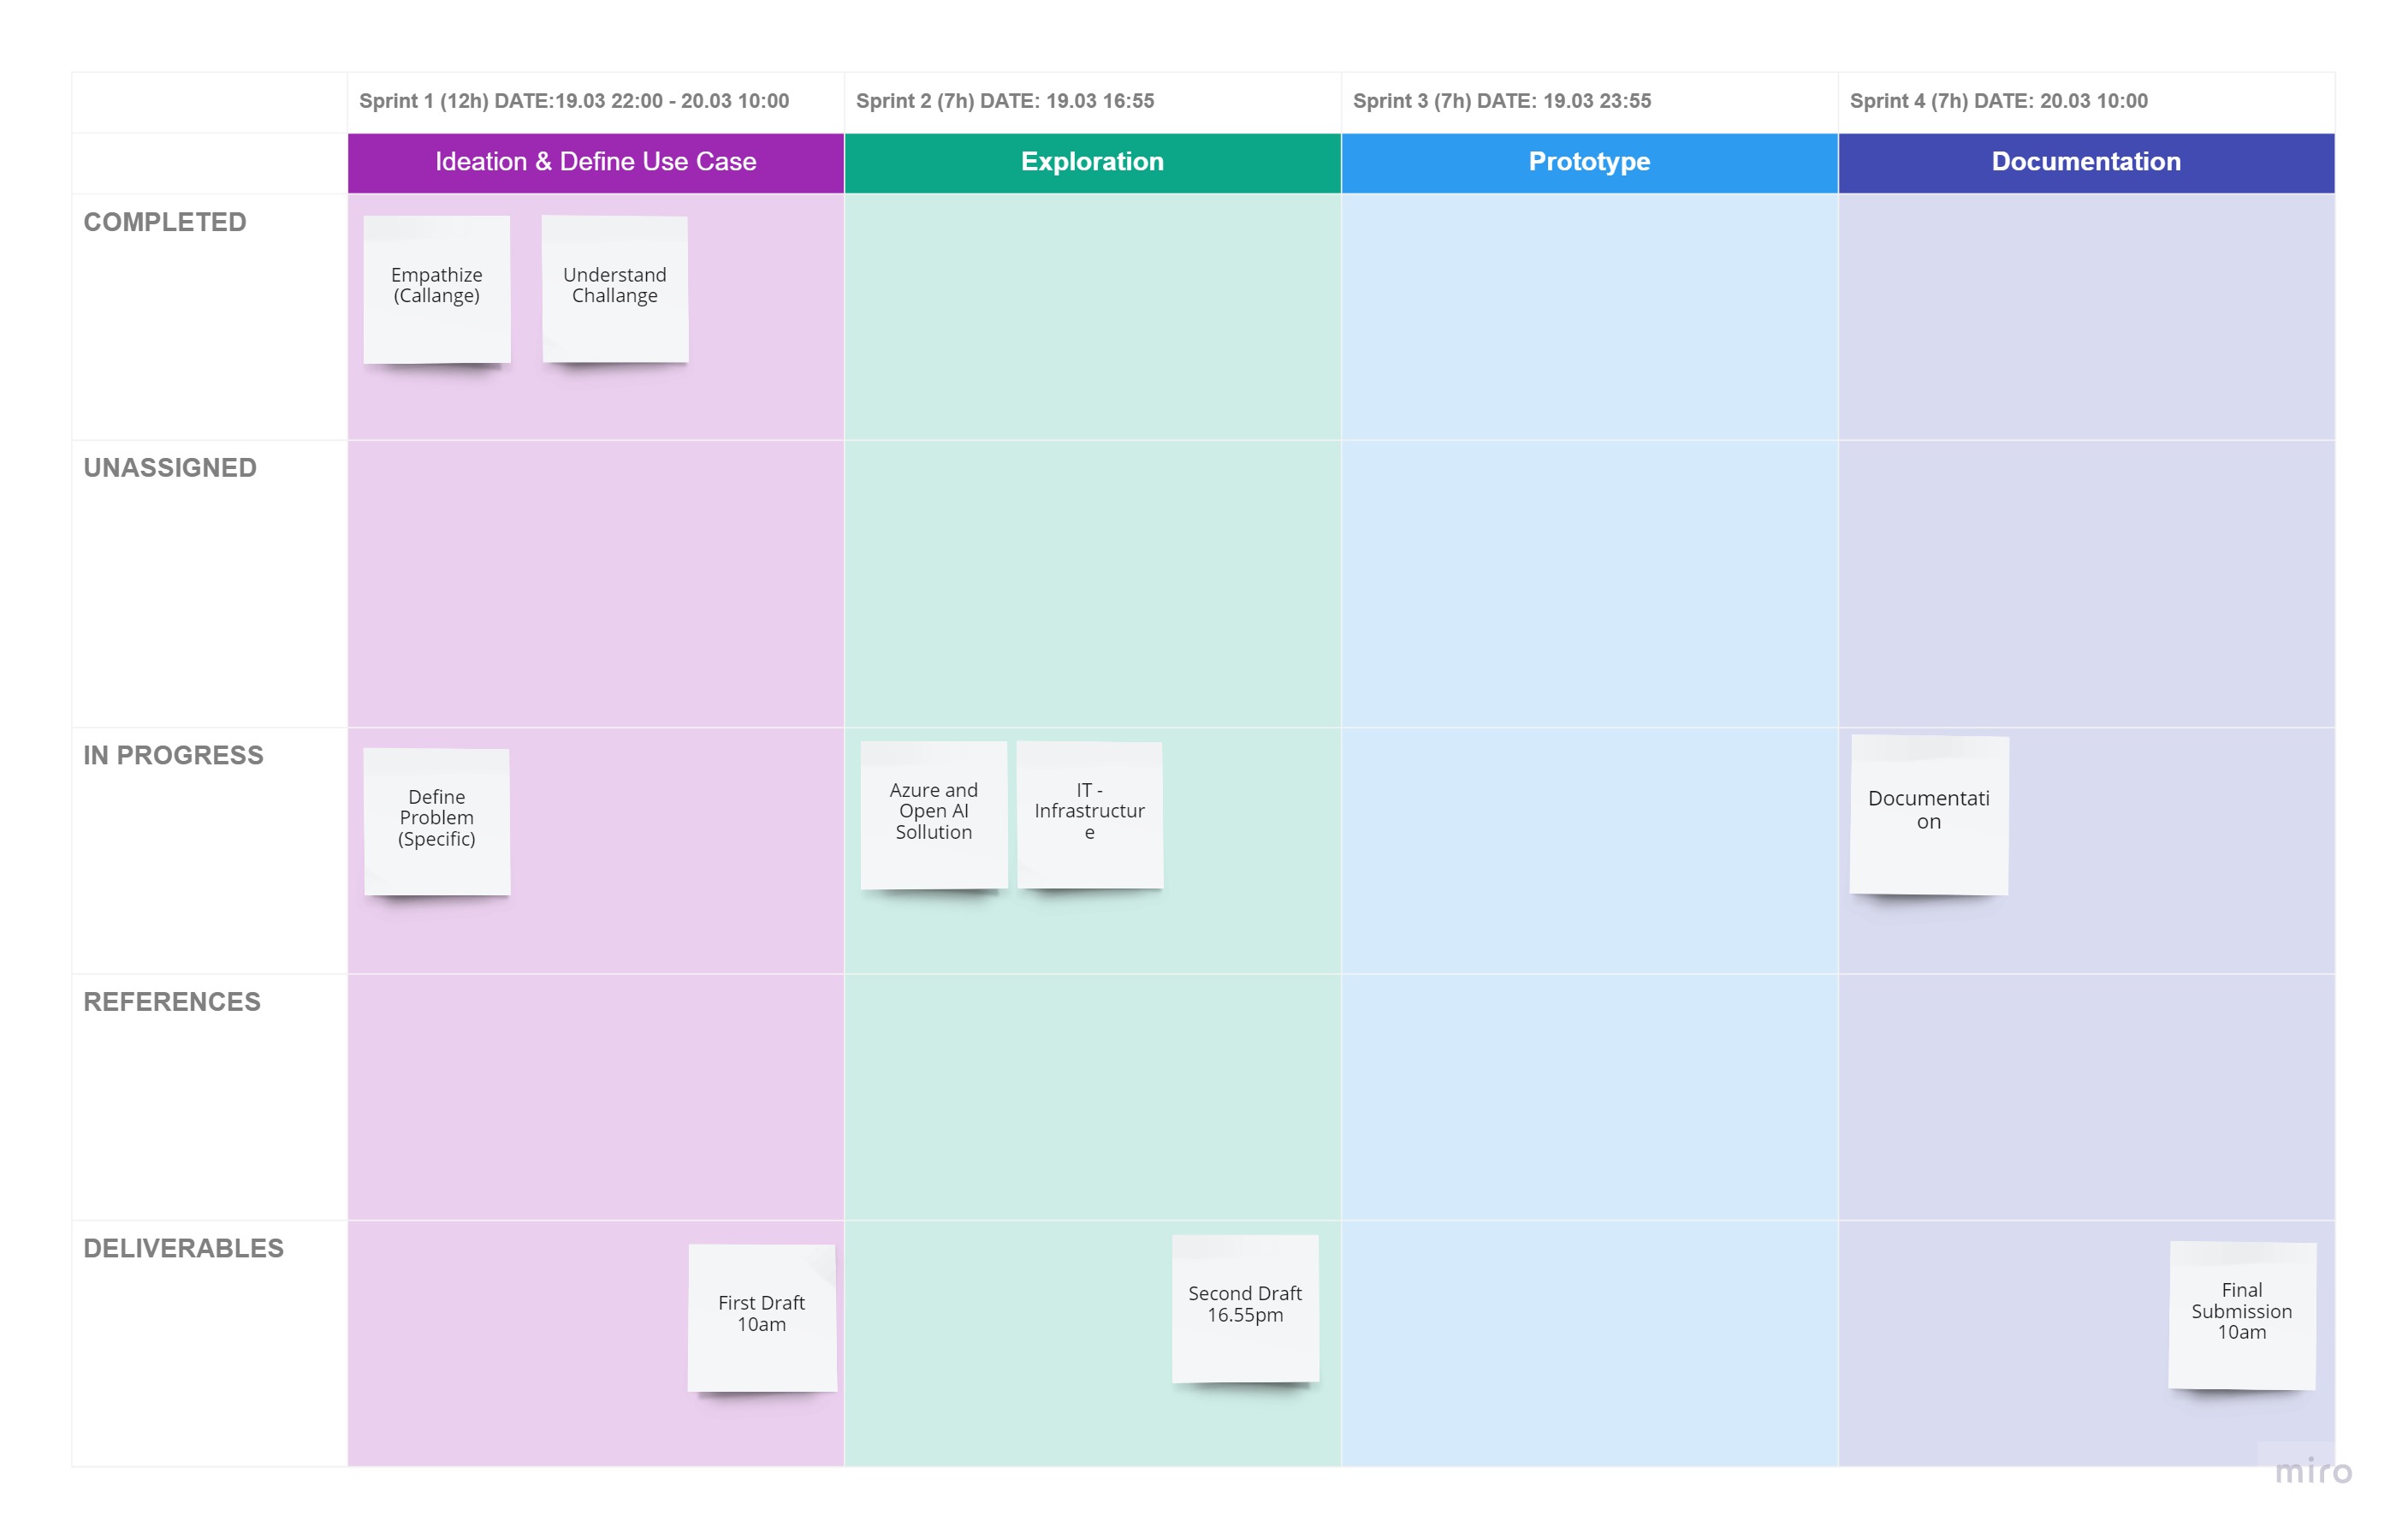 Sprint 1 (12h) DATE:19.03 22:00 - 20.03 10:00
Sprint 2 (7h) DATE: 19.03 16:55
Sprint 3 (7h) DATE: 19.03 23:55
Sprint 4 (7h) DATE: 20.03 10:00
Ideation & Define Use Case
Exploration
Prototype
Documentation
COMPLETED
Empathize
(Callange)
Understand
Challange
UNASSIGNED
IN PROGRESS
Define
Problem
(Specific)
Azure and
Open AI
Sollution
IT -
Infrastructur
e
Documentati
on
REFERENCES
DELIVERABLES
First Draft
10am
Second Draft
16.55pm
Final
Submission
10am
miro